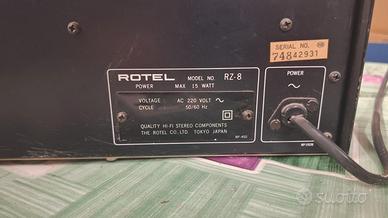 SERIAL NO.
74842931
ROTEL MODEL NO. RZ-8
POWER MAX 15 WATT
VOLTAGE AC 220 VOLT ~
CYCLE 50/60 Hz
QUALITY HI-FI STEREO COMPONENTS
THE ROTEL CO., LTD. TOKYO JAPAN
POWER
subito